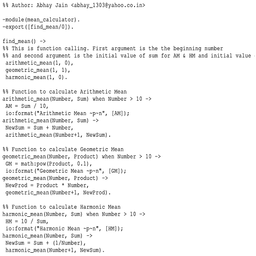 %% Author: Abhay Jain <abhay_1303@yahoo.co.in>
-module(mean_calculator).
-export([find_mean/0]).
find_mean() ->
%% This is function calling. First argument is the the beginning number
%% and second argument is the initial value of sum for AM & HM and initial value
arithmetic_mean(1, 0),
geometric_mean(1, 1),
harmonic_mean(1, 0).
%% Function to calculate Arithmetic Mean
arithmetic_mean(Number, Sum) when Number > 10 ->
AM = Sum / 10,
io:format("Arithmetic Mean ~p~n", [AM]);
arithmetic_mean(Number, Sum) ->
NewSum = Sum + Number,
arithmetic_mean(Number+1, NewSum).
%% Function to calculate Geometric Mean
geometric_mean(Number, Product) when Number > 10 ->
GM = math:pow(Product, 0.1),
io:format("Geometric Mean ~p~n", [GM]);
geometric_mean(Number, Product) ->
NewProd = Product * Number,
geometric_mean(Number+1, NewProd).
%% Function to calculate Harmonic Mean
harmonic_mean(Number, Sum) when Number > 10 ->
HM = 10 / Sum,
io:format("Harmonic Mean ~p~n", [HM]);
harmonic_mean(Number, Sum) ->
NewSum = Sum + (1/Number),
harmonic_mean(Number+1, NewSum).